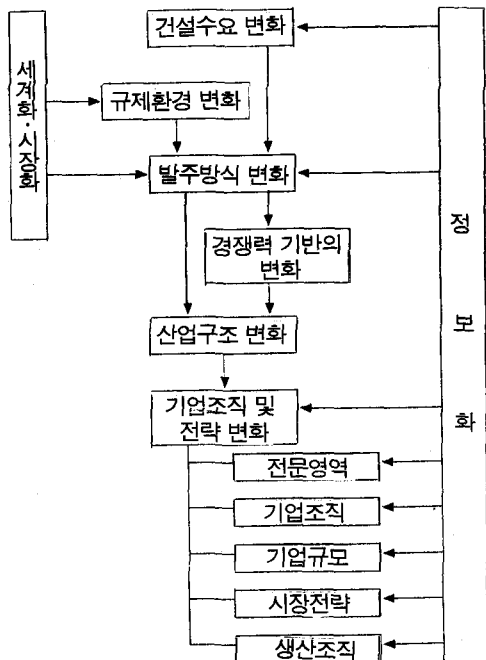 건설수요 변화
세계화·시장화
규제환경 변화
발주방식 변화
경쟁력 기반의
변화
산업구조 변화
기업조직 및
전략 변화
전문영역
기업조직
기업규모
시장전략
생산조직
정보화